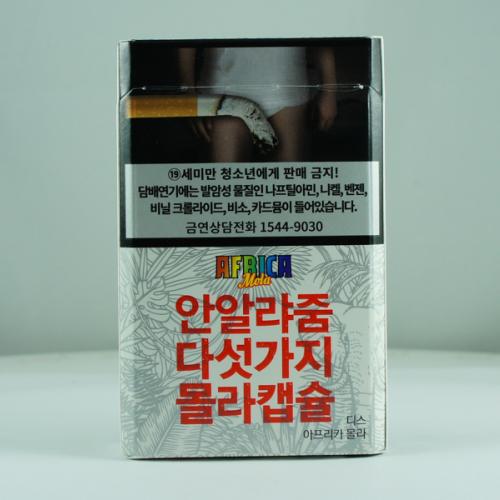 ⑲세미만 청소년에게 판매 금지!
담배연기에는 발암성 물질인 나프틸아민, 니켈, 벤젠,
비닐 크롤라이드, 비소, 카드뮴이 들어있습니다.
금연상담전화 1544-9030
AFRICA
Mola
안알랴줌
다섯가지
몰라캡슐
디스
아프리카 몰라